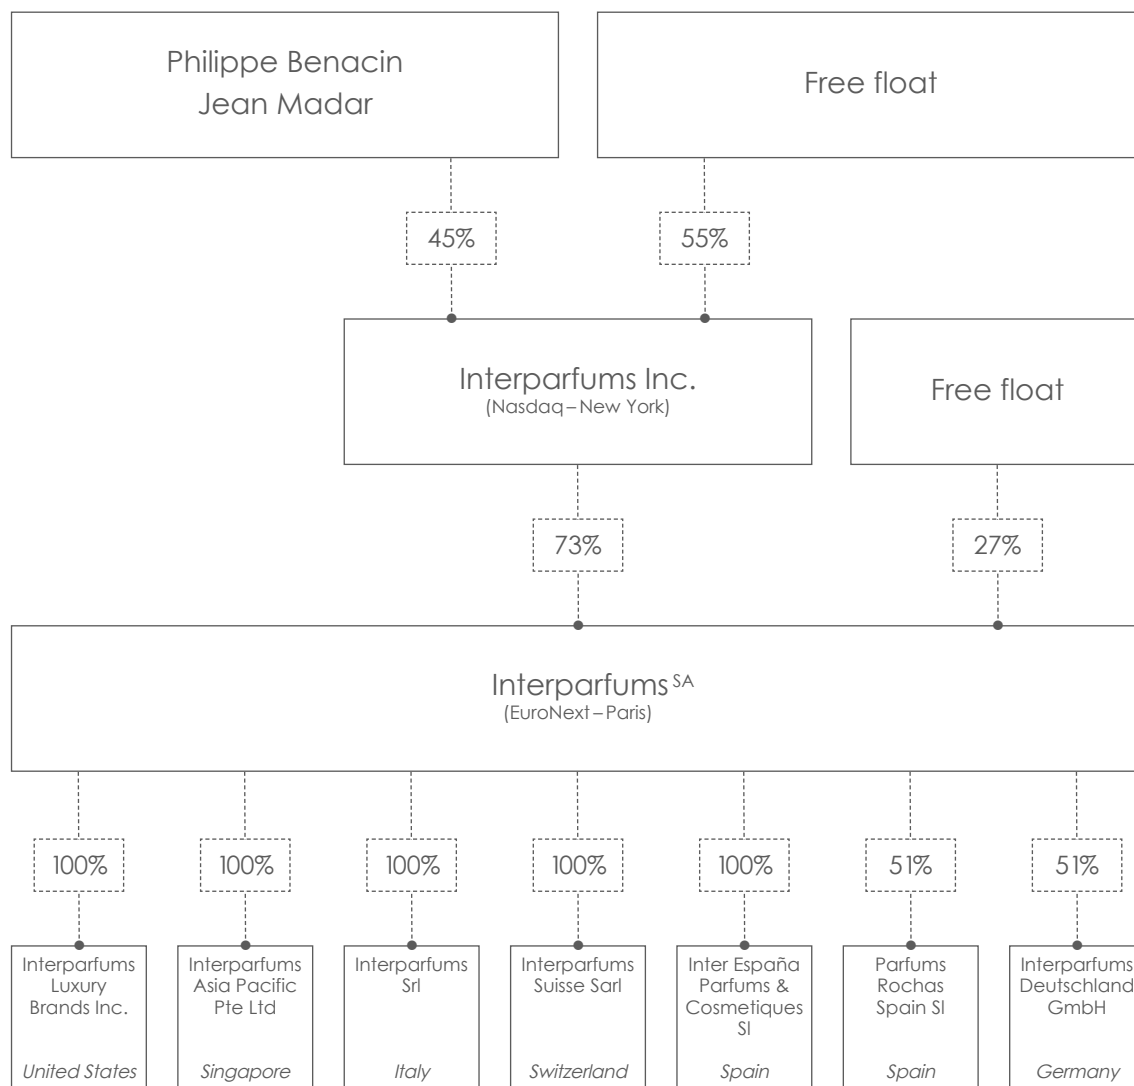 Philippe Benacin
Jean Madar
Free float
45%
55%
Interparfums Inc.
(Nasdaq – New York)
Free float
73%
27%
Interparfums SA
(EuroNext – Paris)
100%
100%
100%
100%
100%
51%
51%
Interparfums
Luxury
Brands Inc.
United States
Interparfums
Asia Pacific
Pte Ltd
Singapore
Interparfums
Srl
Italy
Interparfums
Suisse Sarl
Switzerland
Inter España
Parfums &
Cosmetiques
Sl
Spain
Parfums
Rochas
Spain Sl
Spain
Interparfums
Deutschland
GmbH
Germany